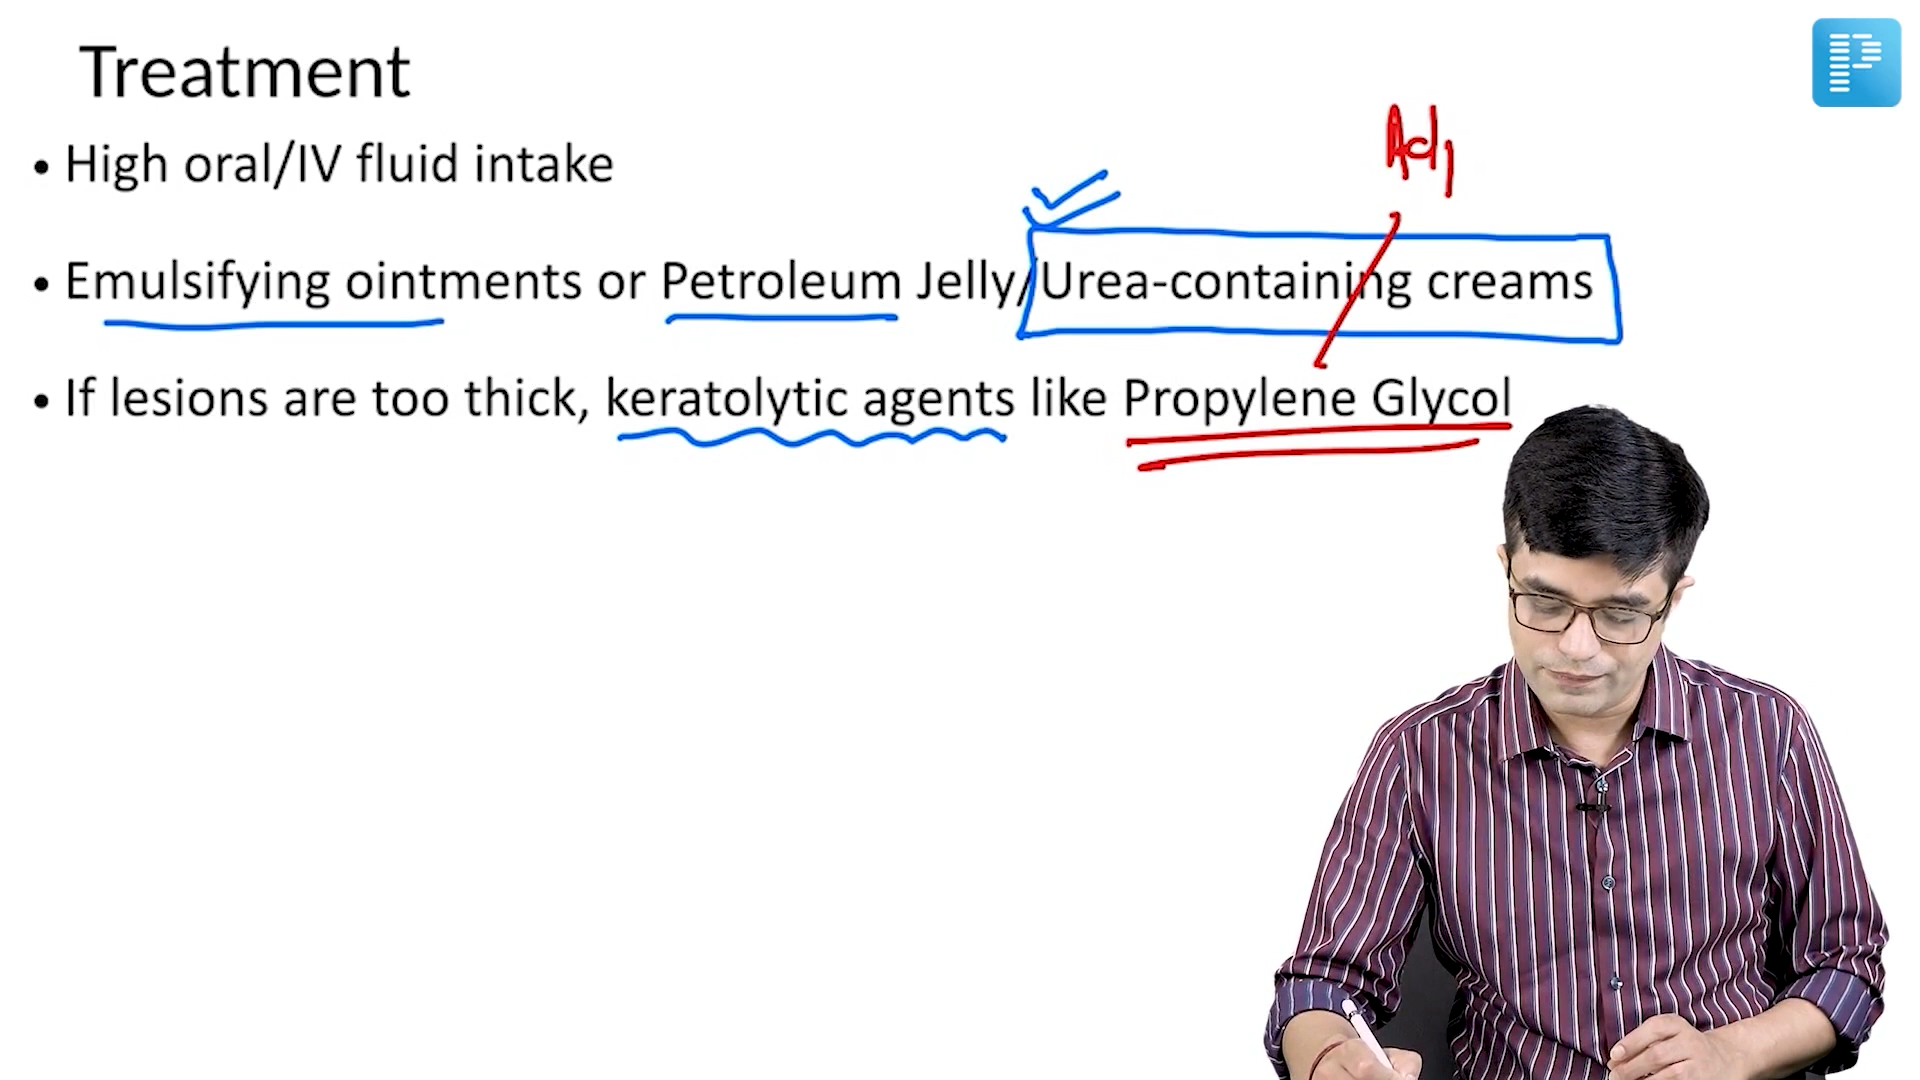 Treatment
• High oral/IV fluid intake
• Emulsifying ointments or Petroleum Jelly/Urea-containing creams
• If lesions are too thick, keratolytic agents like Propylene Glycol